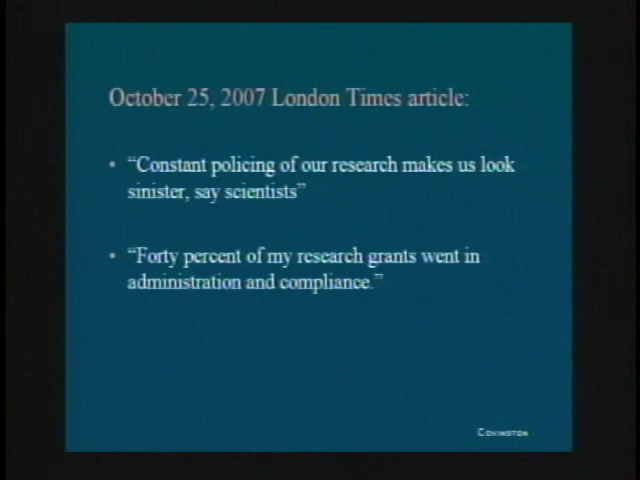 October 25, 2007 London Times article:
• “Constant policing of our research makes us look
sinister, say scientists”
• “Forty percent of my research grants went in
administration and compliance.”
COVINGTON